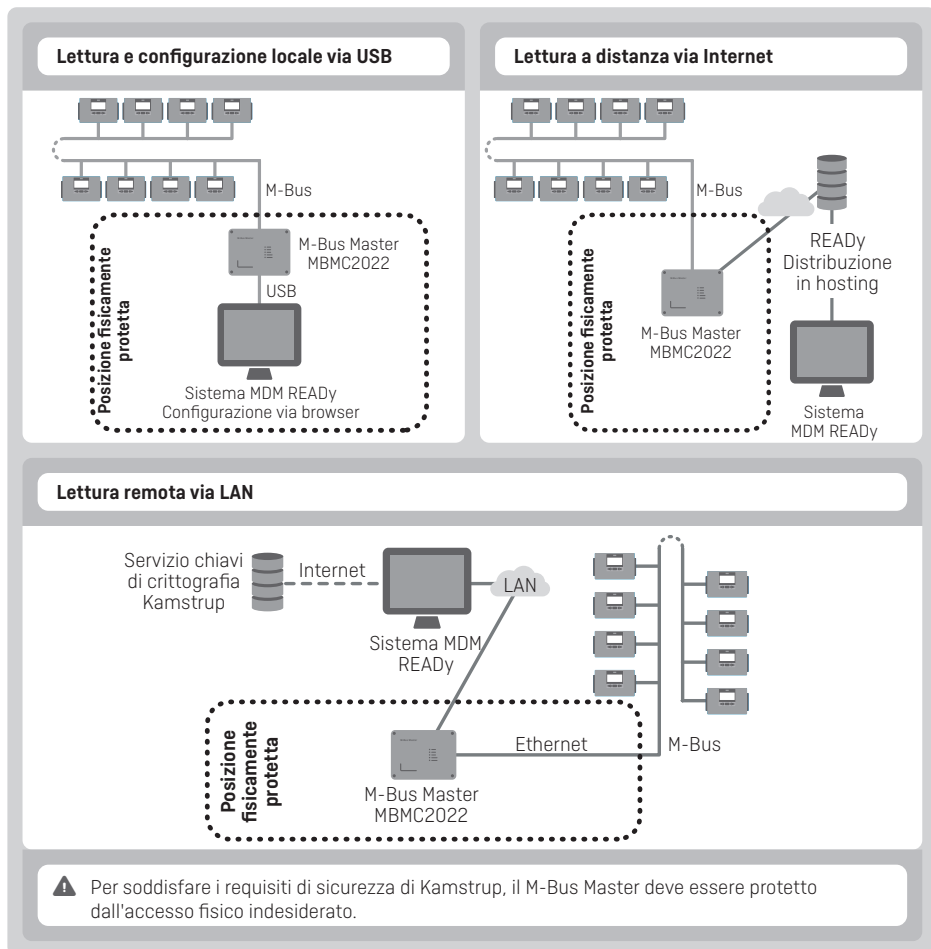 Lettura e configurazione locale via USB
M-Bus
Posizione fisicamente
protetta
M-Bus Master
MBMC2022
USB
Sistema MDM READy
Configurazione via browser
Lettura a distanza via Internet
M-Bus
Posizione fisicamente
protetta
M-Bus Master
MBMC2022
READy
Distribuzione
in hosting
Sistema
MDM READy
Lettura remota via LAN
Servizio chiavi
di crittografia
Kamstrup
Internet
LAN
Sistema MDM
READy
Posizione
fisicamente
protetta
Ethernet
M-Bus
M-Bus Master
MBMC2022
Per soddisfare i requisiti di sicurezza di Kamstrup, il M-Bus Master deve essere protetto
dall'accesso fisico indesiderato.